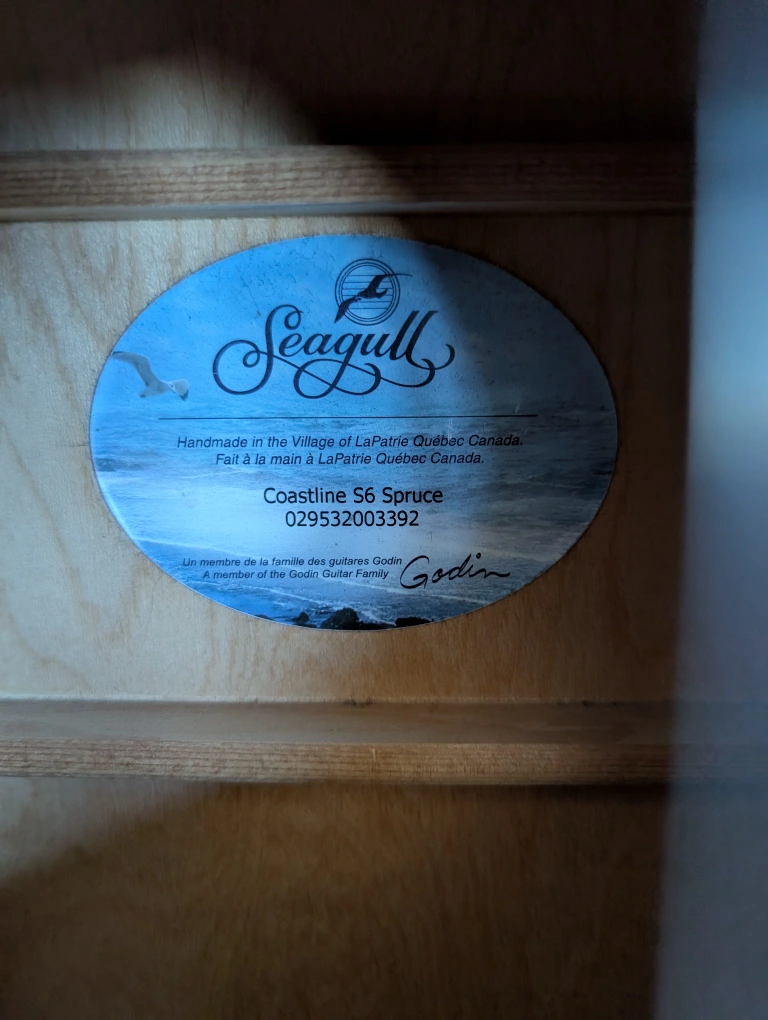 Seagull
Handmade in the Village of LaPatrie Québec Canada.
Fait à la main à LaPatrie Québec Canada.
Coastline S6 Spruce
029532003392
Un membre de la famille des guitares Godin
A member of the Godin Guitar Family
Godin